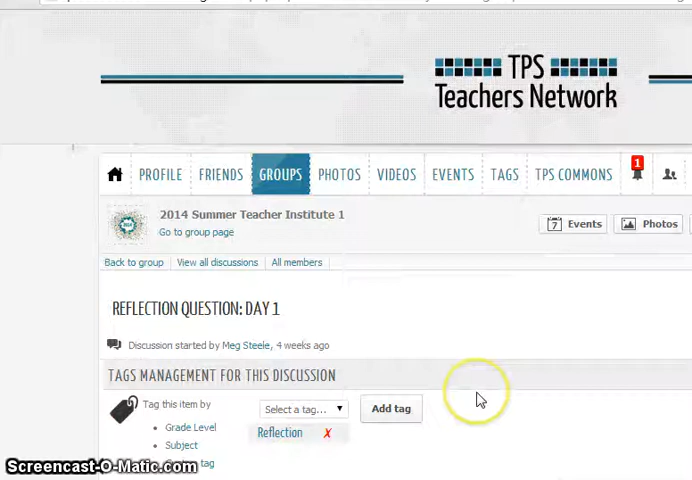 TPS
Teachers Network
PROFILE FRIENDS GROUPS PHOTOS VIDEOS EVENTS TAGS TPS COMMONS 1
2014 Summer Teacher Institute 1
Go to group page
7 Events Photos
Back to group View all discussions All members
REFLECTION QUESTION: DAY 1
Discussion started by Meg Steele, 4 weeks ago
TAGS MANAGEMENT FOR THIS DISCUSSION
Tag this item by Select a tag... Add tag
Grade Level
Reflection X
Subject
tag
Screencast-O-Matic.com